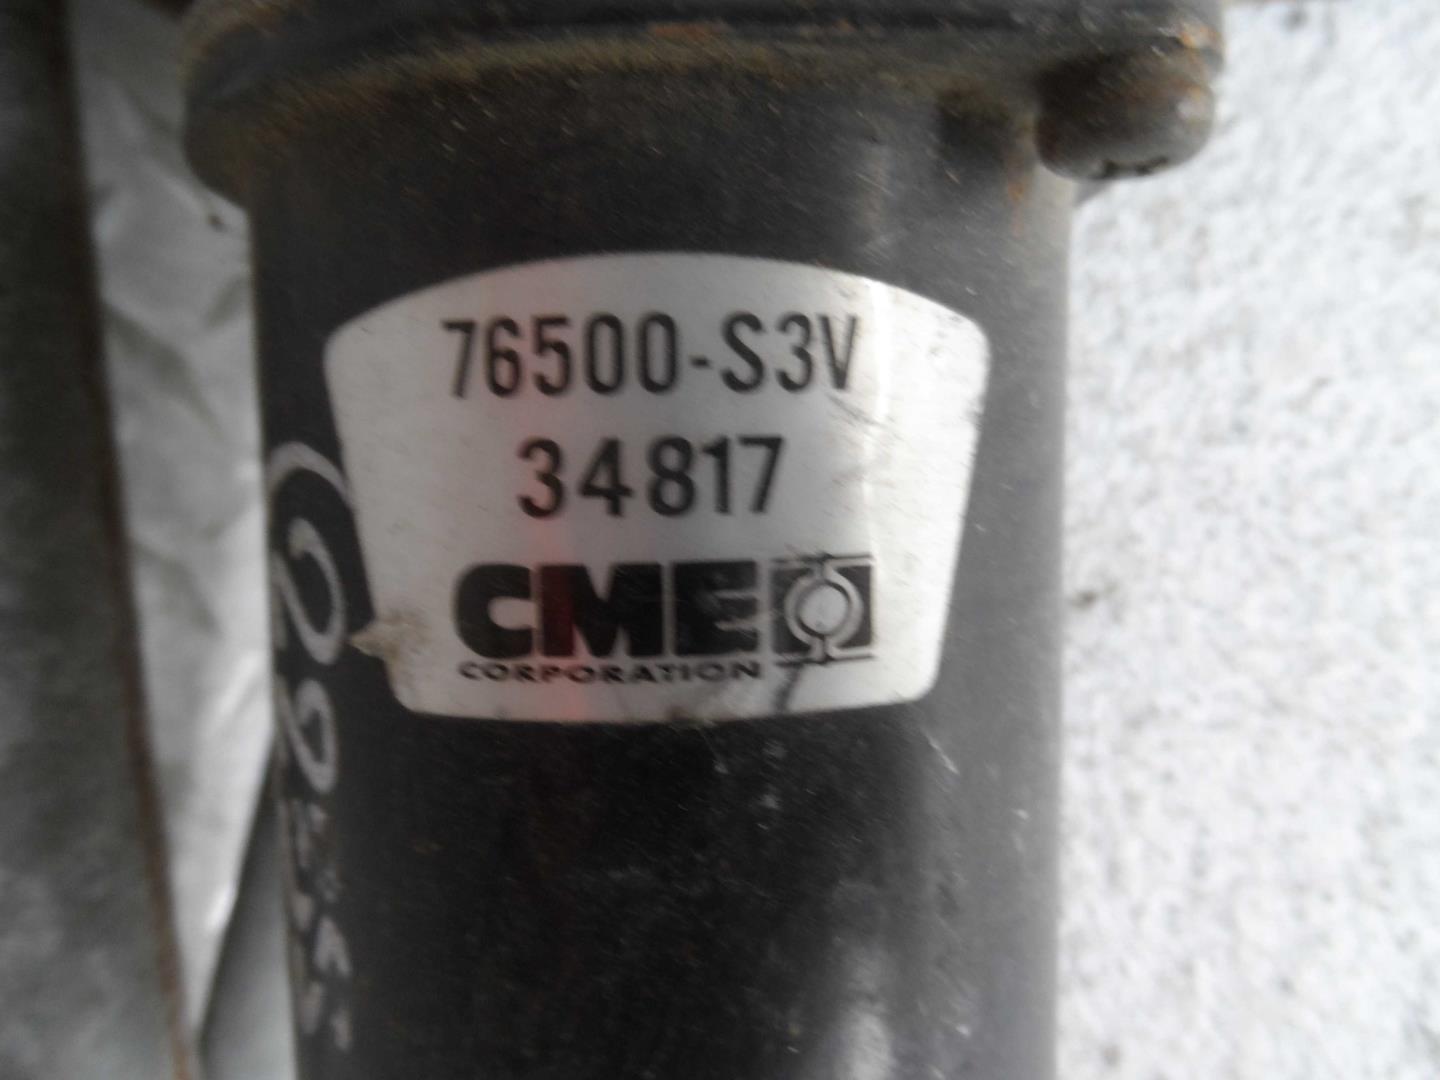 76500-S3V
34817
CME
CORPORATION